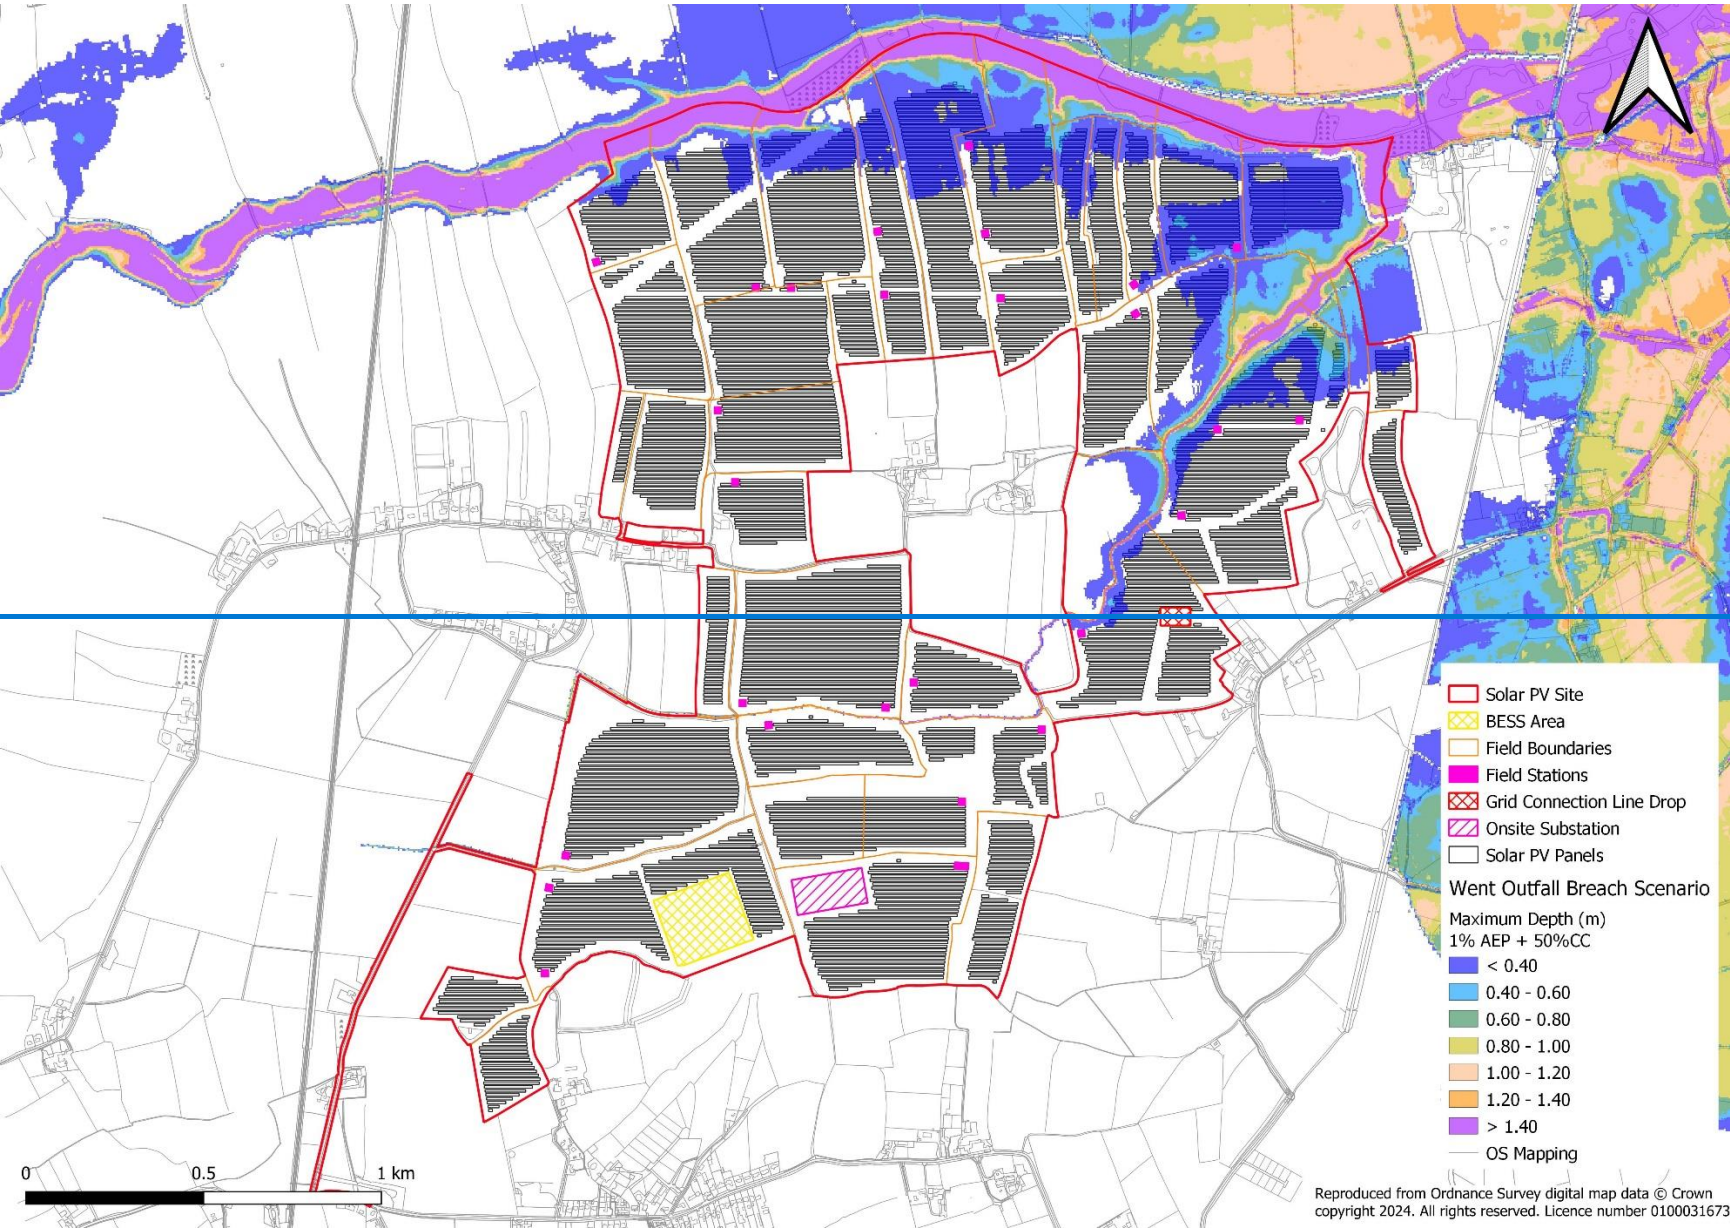 Solar PV Site
BESS Area
Field Boundaries
Field Stations
Grid Connection Line Drop
Onsite Substation
Solar PV Panels
Went Outfall Breach Scenario
Maximum Depth (m)
1% AEP + 50%CC
< 0.40
0.40 - 0.60
0.60 - 0.80
0.80 - 1.00
1.00 - 1.20
1.20 - 1.40
> 1.40
OS Mapping
0 0.5 1 km
Reproduced from Ordnance Survey digital map data © Crown
copyright 2024. All rights reserved. Licence number 0100031673